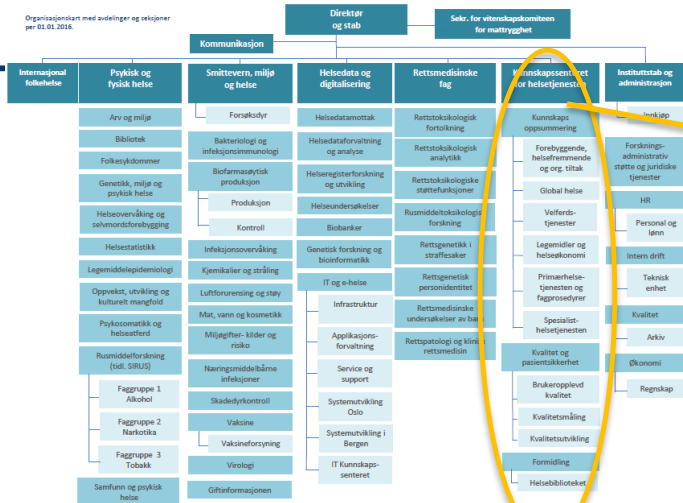 Organisasjonskart med avdelinger og seksjoner
per 01.01.2016.
Direktør
og stab
Sekr. for vitenskapskomiteen
for mattrygghet
Kommunikasjon
Internasjonal
folkehelse
Psykisk og
fysisk helse
Arv og miljø
Bibliotek
Folkesykdommer
Genetikk, miljø og
psykisk helse
Helseovervåking og
selvmordsforebygging
Helsestatistikk
Legemiddelepidemiologi
Oppvekst, utvikling og
kulturelt mangfold
Psykosomatikk og
helseatferd
Rusmiddelforskning
(tidl. SIRUS)
Faggruppe 1
Alkohol
Faggruppe 2
Narkotika
Faggruppe 3
Tobakk
Samfunn og psykisk
helse
Smittevern, miljø
og helse
Forsøksdyr
Bakteriologi og
infeksjonsimmunologi
Biofarmasøytisk
produksjon
Produksjon
Kontroll
Infeksjonsovervåking
Kjemikalier og stråling
Luftforurensing og støy
Mat, vann og kosmetikk
Miljøgifter- kilder og
risiko
Næringsmiddelbårne
infeksjoner
Skadedyrkontroll
Vaksine
Vaksineforsyning
Virologi
Giftinformasjonen
Helsedata og
digitalisering
Helsedatamottak
Helsedataforvaltning
og analyse
Helseregisterforskning
og utvikling
Helseundersøkelser
Biobanker
Genetisk forskning og
bioinformatikk
IT og e-helse
Infrastruktur
Applikasjons-
forvaltning
Service og
support
Systemutvikling
Oslo
Systemutvikling i
Bergen
IT Kunnskaps-
senteret
Rettsmedisinske
fag
Rettstoksikologisk
fortolkning
Rettstoksikologisk
analytikk
Rettstoksikologiske
støttefunksjoner
Rusmiddeltoksikologisk
forskning
Rettsgenetikk i
straffesaker
Rettsgenetisk
personidentitet
Rettsmedisinske
undersøkelser av barn
Rettspatologi og klinisk
rettsmedisin
Kunnskapssenteret
for helsetjenesten
Kunnskaps
oppsummering
Forebyggende,
helsefremmende
og org. tiltak
Global helse
Velferds-
tjenester
Legemidler og
helseøkonomi
Primærhelse-
tjenesten og
fagprosedyrer
Spesialist-
helsetjenesten
Kvalitet og
pasientsikkerhet
Brukeropplevd
kvalitet
Kvalitetsmåling
Kvalitetsutvikling
Formidling
Helsebiblioteket
Instituttstab og
administrasjon
Innkjøp
Forsknings-
administrativ
støtte og juridiske
tjenester
HR
Personal og
lønn
Intern drift
Teknisk
enhet
Kvalitet
Arkiv
Økonomi
Regnskap